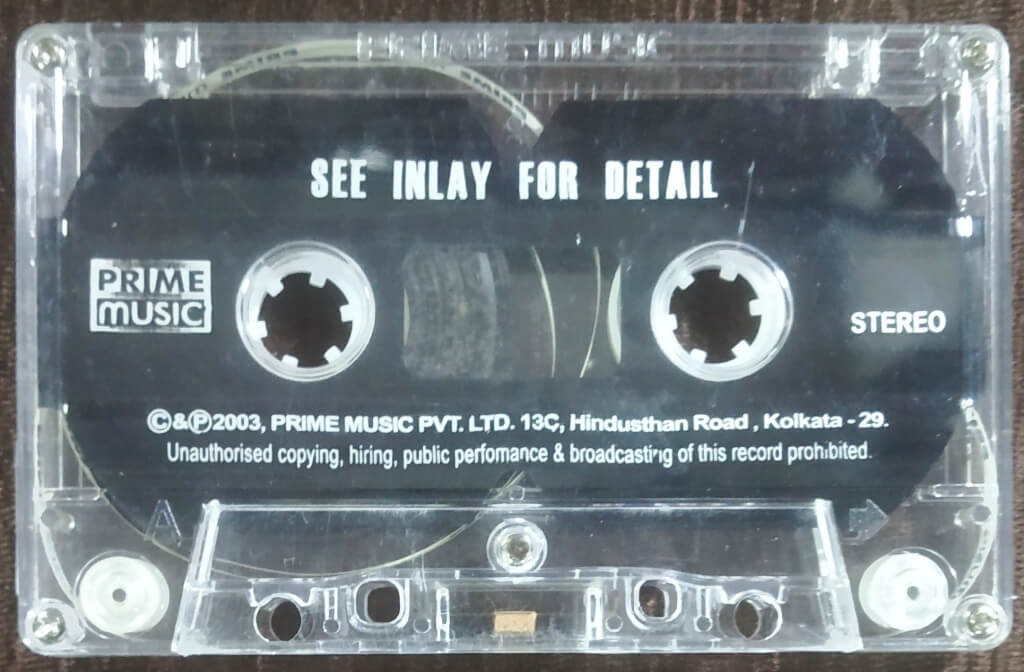 SEE INLAY FOR DETAIL
PRIME
MUSIC
STEREO
©&℗2003, PRIME MUSIC PVT. LTD. 13C, Hindusthan Road , Kolkata - 29.
Unauthorised copying, hiring, public perfomance & broadcasting of this record prohibited.
A